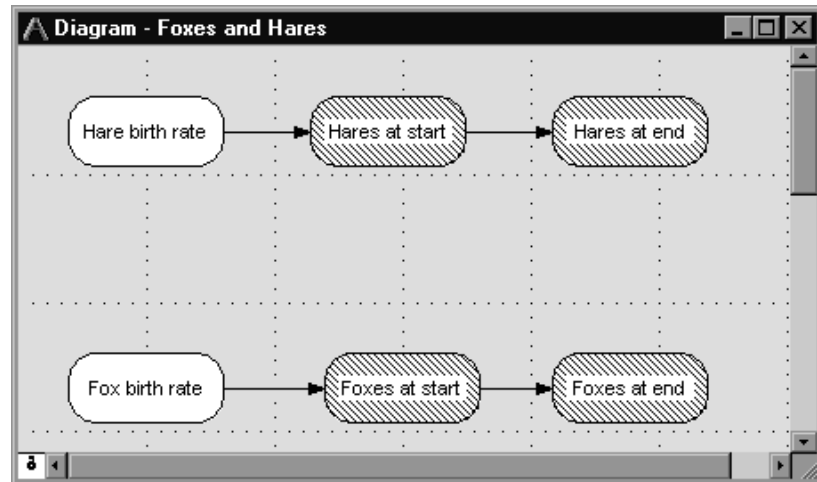 Diagram - Foxes and Hares
Hare birth rate
Hares at start
Hares at end
Fox birth rate
Foxes at start
Foxes at end